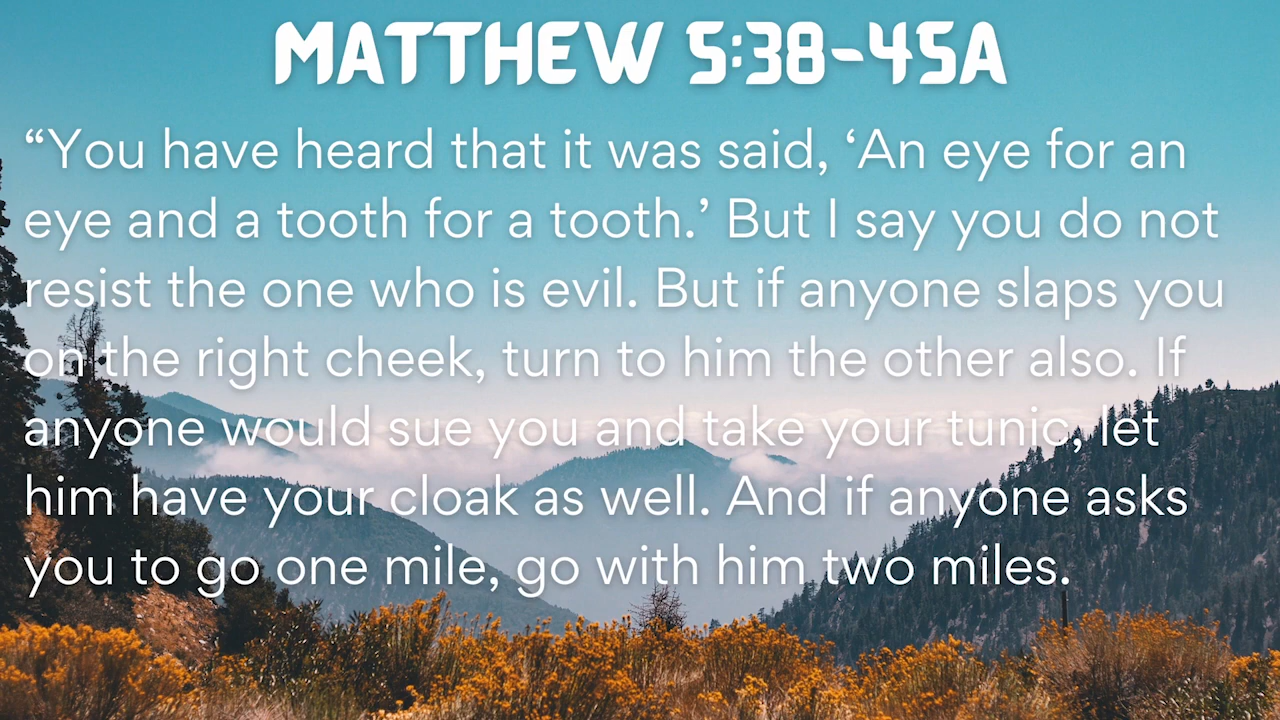 MATTHEW 5:38-45A
“You have heard that it was said, ‘An eye for an
eye and a tooth for a tooth.’ But I say you do not
resist the one who is evil. But if anyone slaps you
on the right cheek, turn to him the other also. If
anyone would sue you and take your tunic, let
him have your cloak as well. And if anyone asks
you to go one mile, go with him two miles.